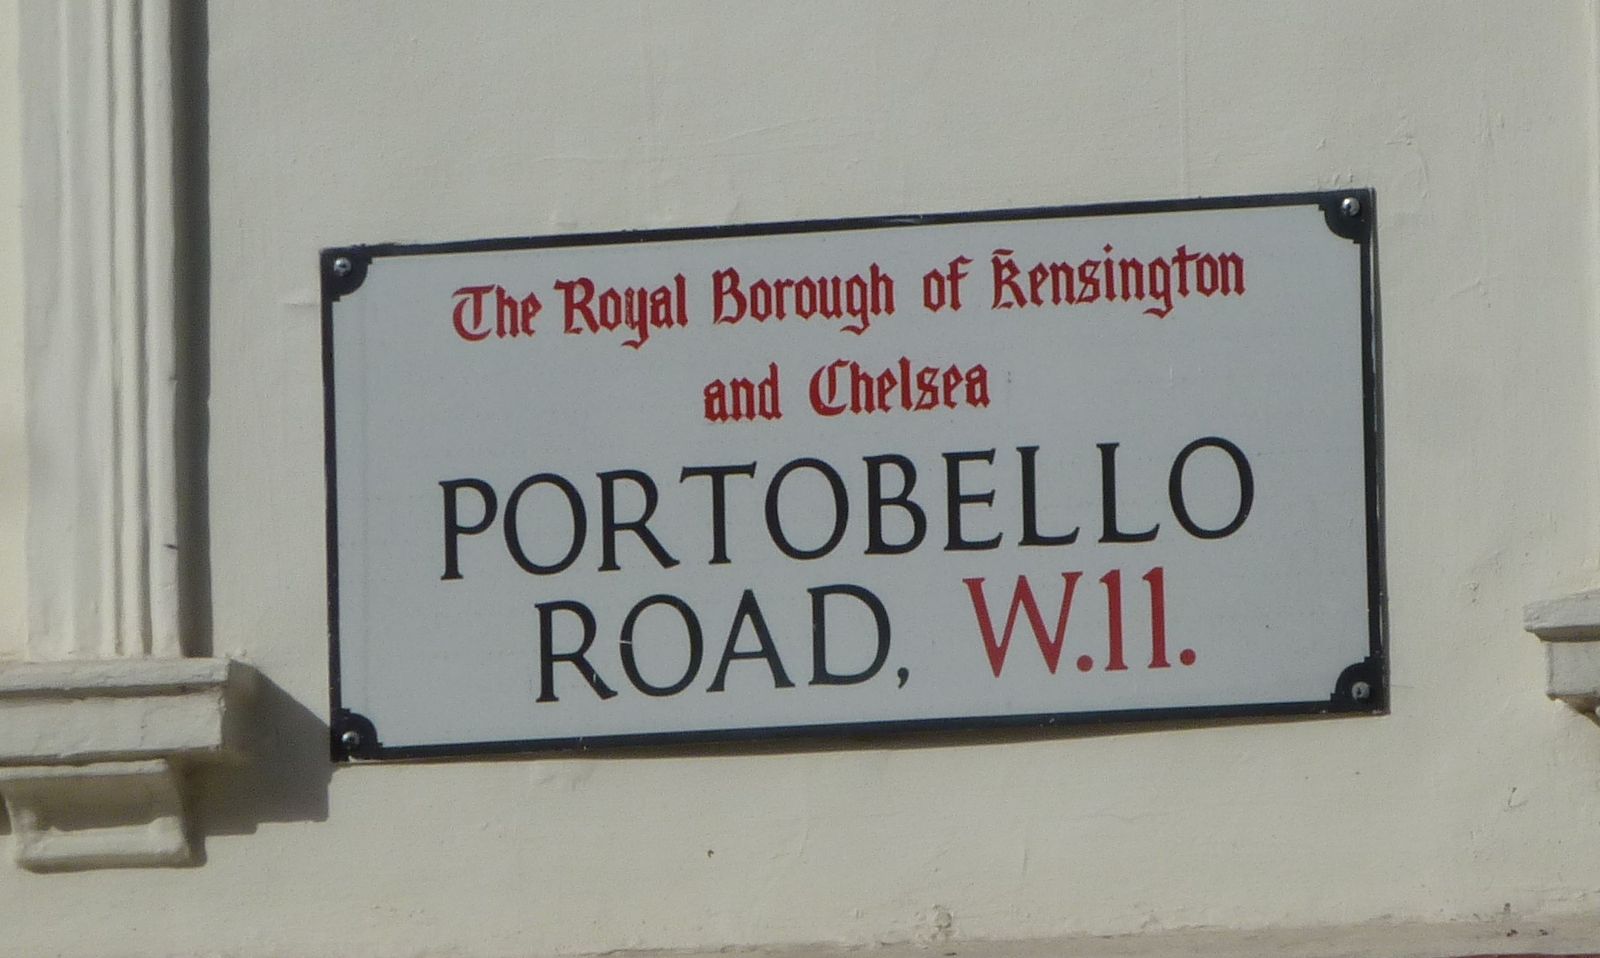 The Royal Borough of Kensington
and Chelsea
PORTOBELLO
ROAD, W.11.